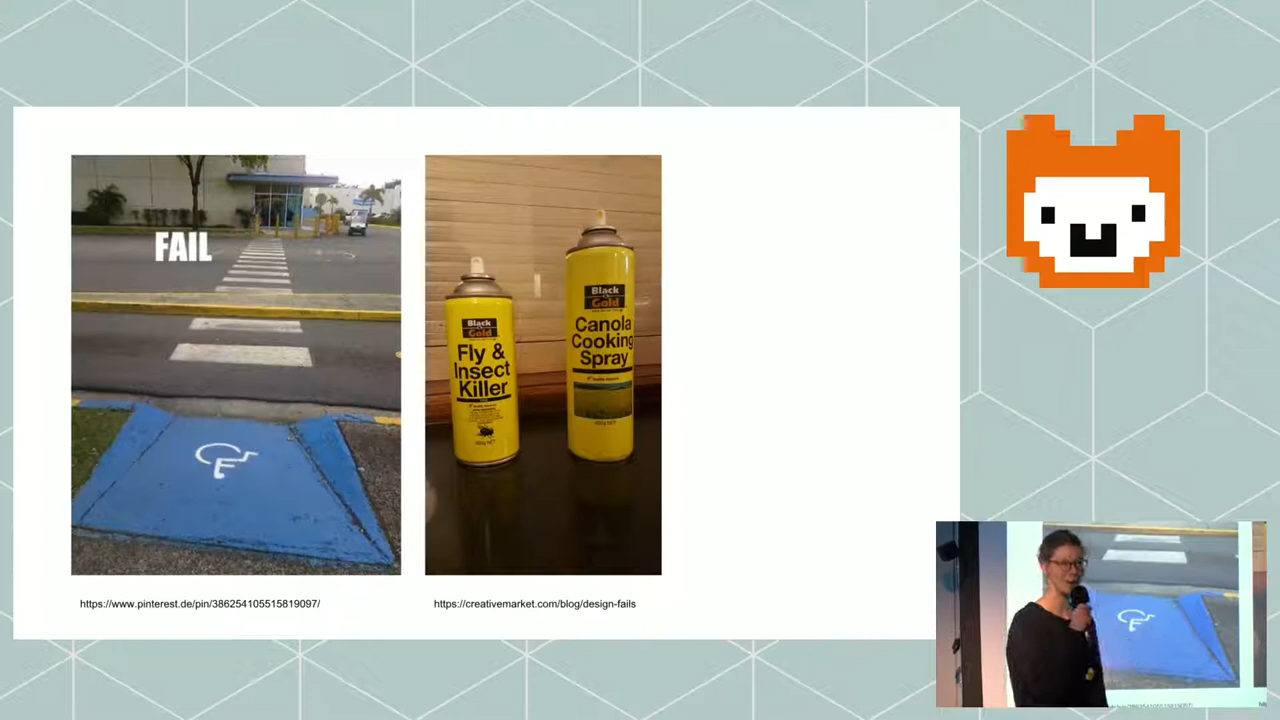 FAIL
Black
Gold
Fly &
Insect
Killer
Black
Gold
Canola
Cooking
Spray
https://www.pinterest.de/pin/386254105515819097/
https://creativemarket.com/blog/design-fails